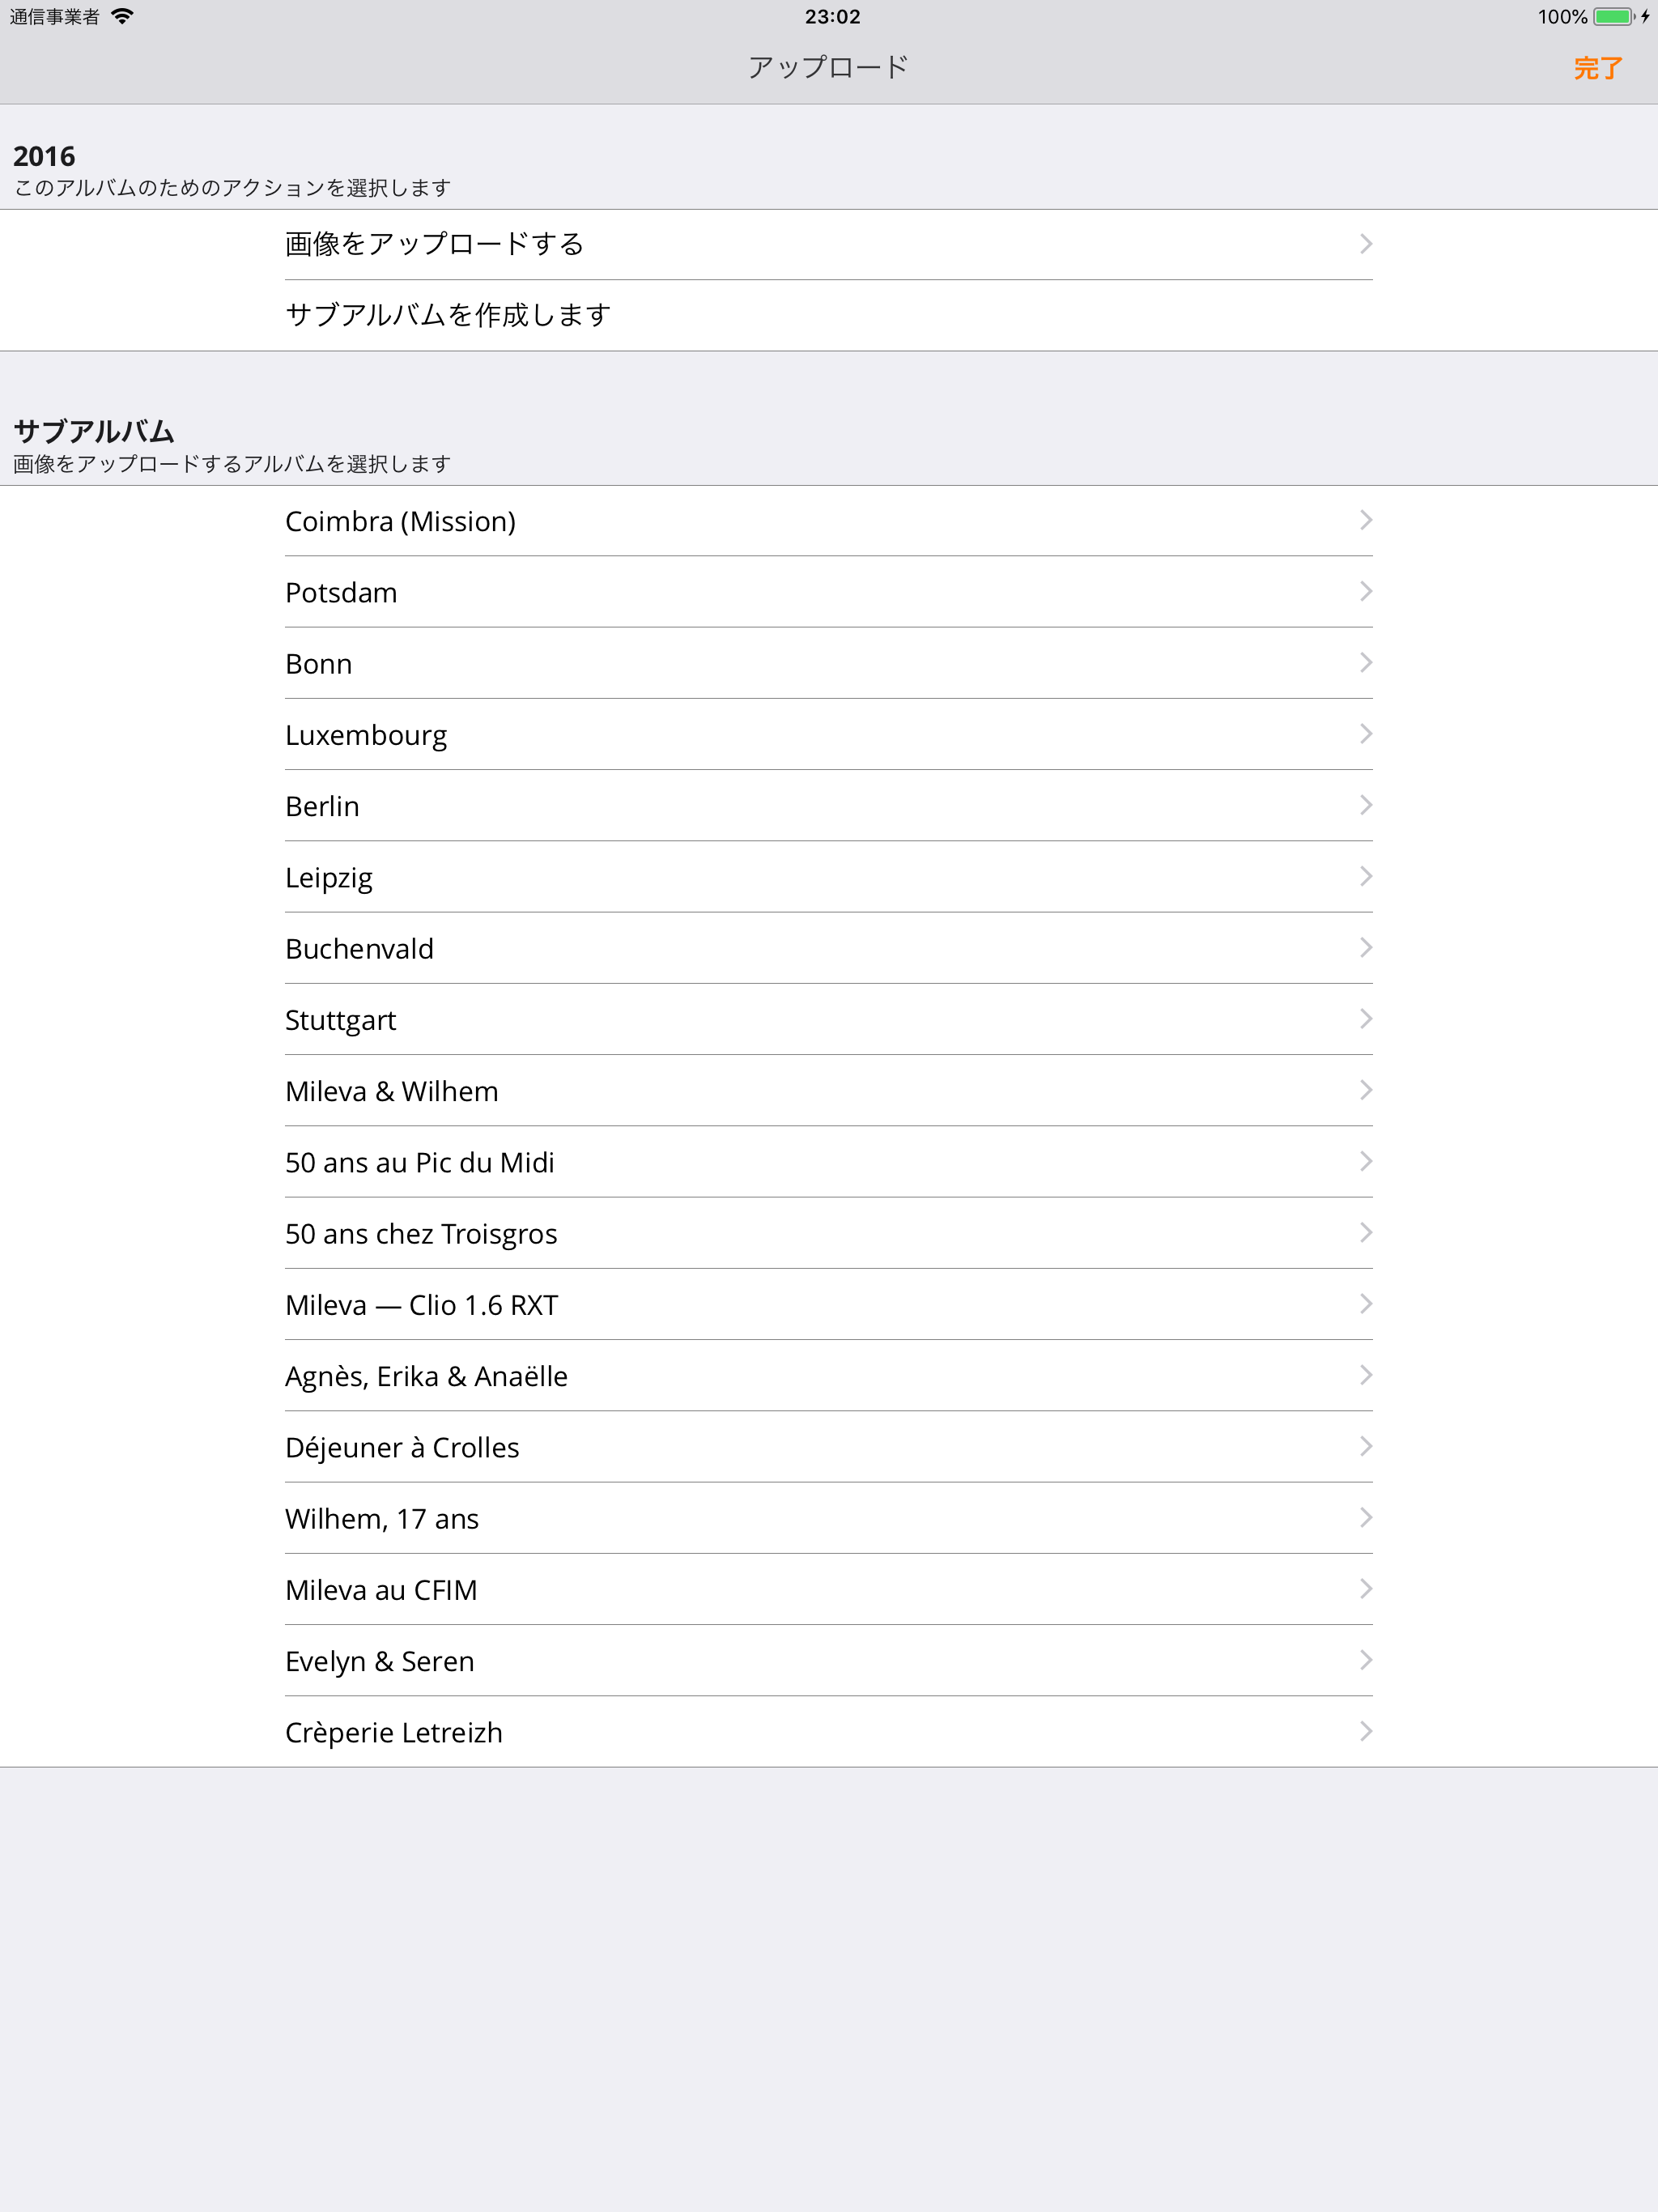 通信事業者 23:02 100%
アップロード 完了
2016
このアルバムのためのアクションを選択します
画像をアップロードする
サブアルバムを作成します
サブアルバム
画像をアップロードするアルバムを選択します
Coimbra (Mission)
Potsdam
Bonn
Luxembourg
Berlin
Leipzig
Buchenvald
Stuttgart
Mileva & Wilhem
50 ans au Pic du Midi
50 ans chez Troisgros
Mileva — Clio 1.6 RXT
Agnès, Erika & Anaëlle
Déjeuner à Crolles
Wilhem, 17 ans
Mileva au CFIM
Evelyn & Seren
Crèperie Letreizh